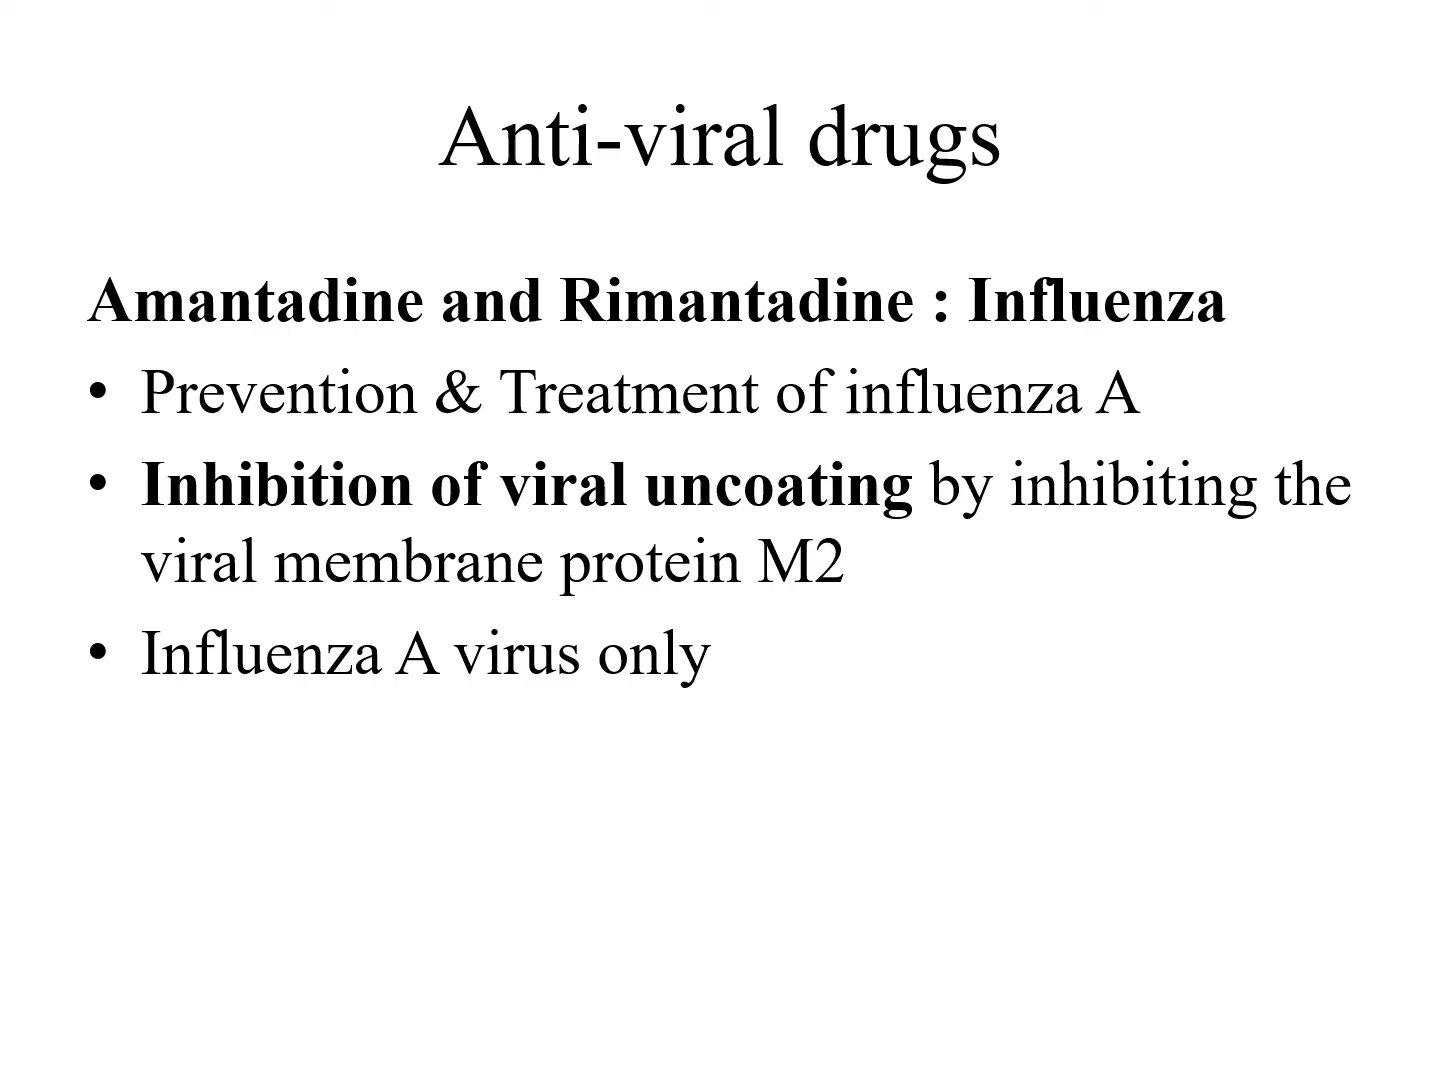 Anti-viral drugs
Amantadine and Rimantadine : Influenza
• Prevention & Treatment of influenza A
• Inhibition of viral uncoating by inhibiting the
viral membrane protein M2
• Influenza A virus only